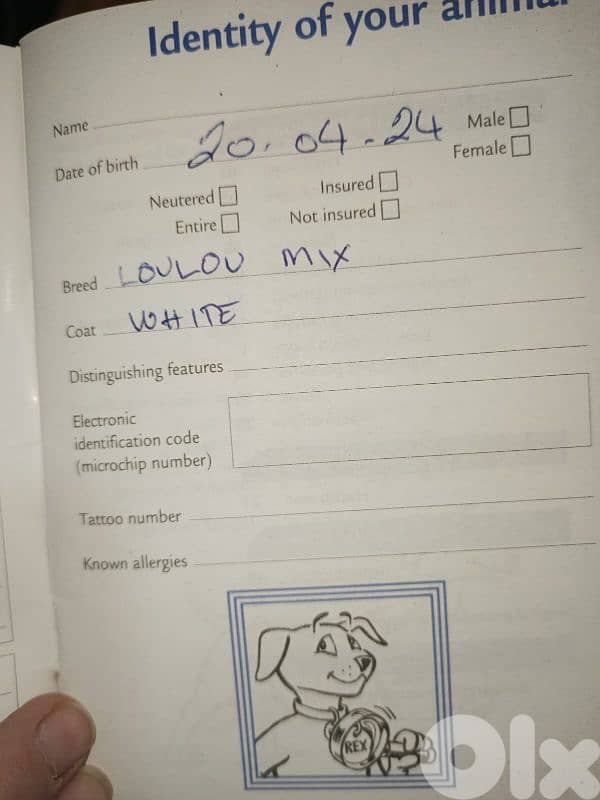 Identity of your animal
Name
Date of birth 20.04.24
Male
Female
Neutered
Insured
Entire
Not insured
Breed LOULOU MIX
Coat WHITE
Distinguishing features
Electronic
identification code
(microchip number)
Tattoo number
Known allergies
REX
Olx